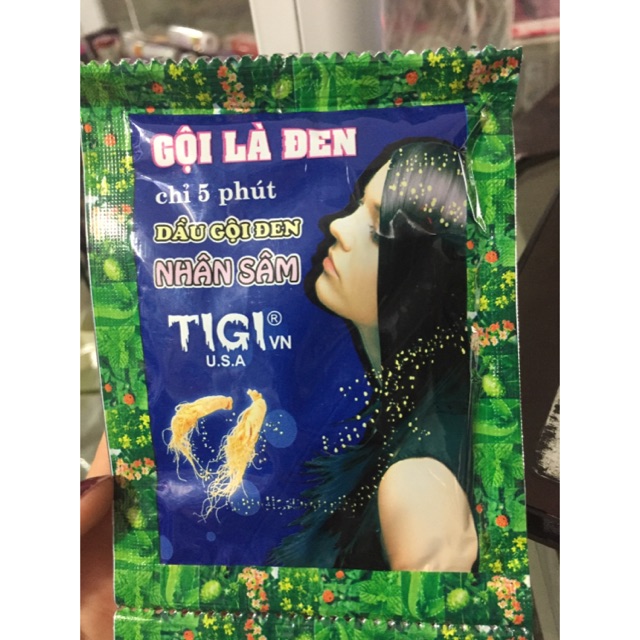 GỘI LÀ ĐEN
chỉ 5 phút
DẦU GỘI ĐEN
NHÂN SÂM
TIGI® VN
U.S.A